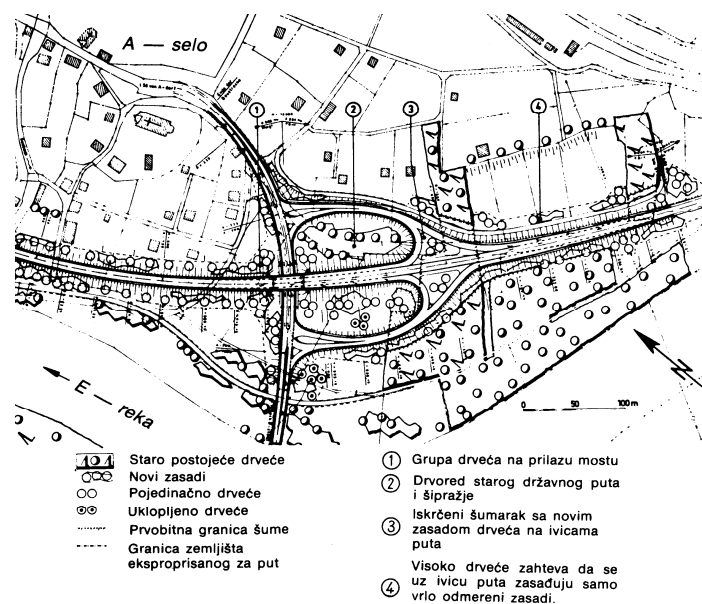 A — selo
1
2
3
4
E — reka
N
0 50 100 m
Staro postojeće drveće
Novi zasadi
Pojedinačno drveće
Uklopljeno drveće
Prvobitna granica šume
Granica zemljišta
eksproprisanog za put
1 Grupa drveća na prilazu mostu
2 Drvored starog državnog puta
i šipražje
3 Iskrčeni šumarak sa novim
zasadom drveća na ivicama
puta
4 Visoko drveće zahteva da se
uz ivicu puta zasađuju samo
vrlo odmereni zasadi.